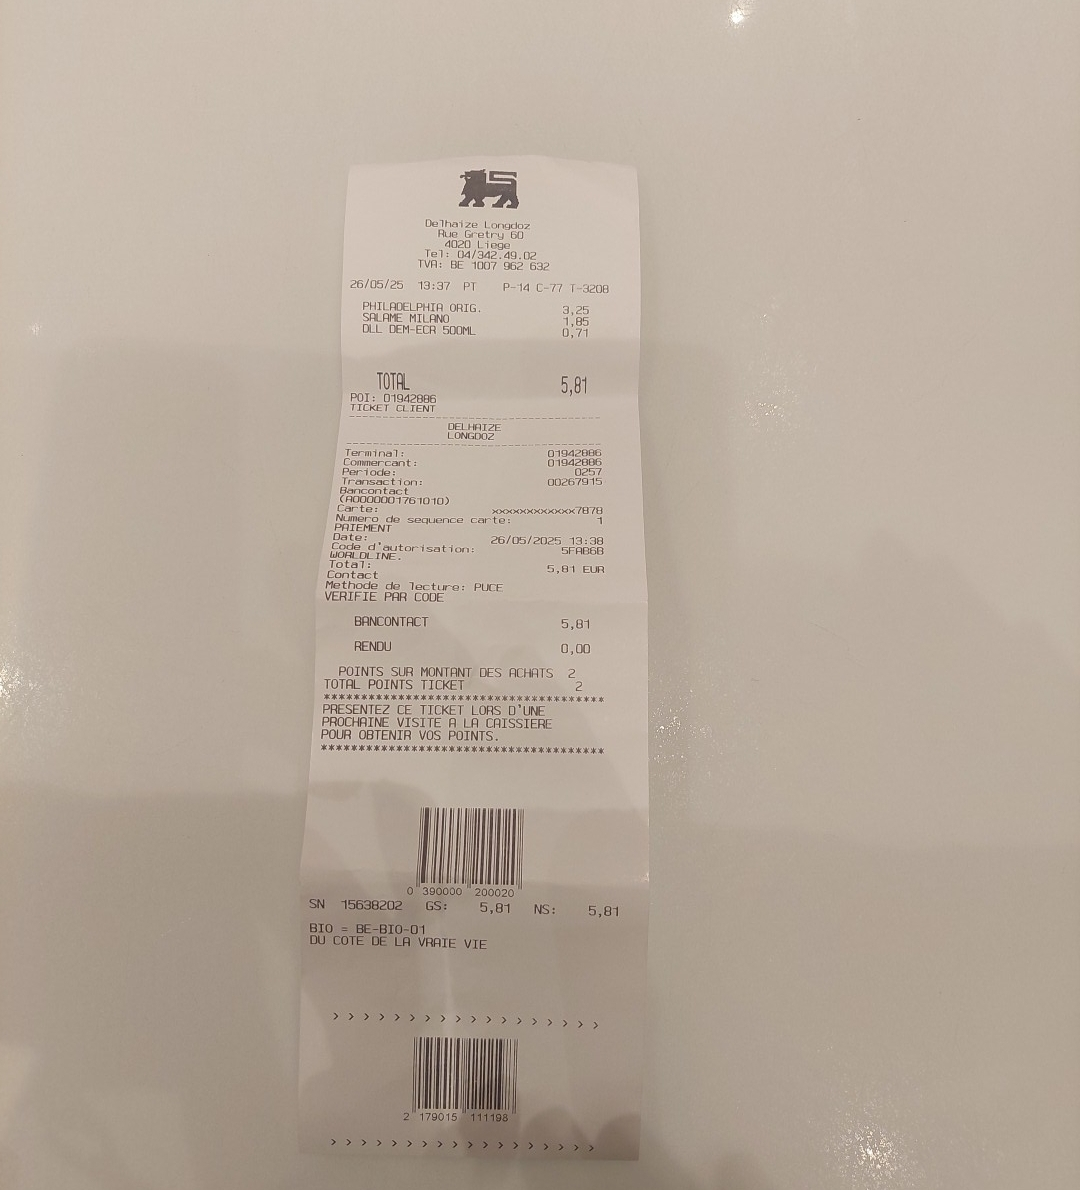 Delhaize Longdoz
Rue Gretry 60
4020 Liege
Tel: 04/342.49.02
TVA: BE 1007 962 632
26/05/25 13:37 PT P-14 C-77 T-3208
PHILADELPHIA ORIG. 3,25
SALAME MILANO 1,85
DLL DEM-ECR 500ML 0,71
TOTAL 5,81
POI: 01942886
TICKET CLIENT
DELHAIZE
LONGDOZ
Terminal: 01942886
Commercant: 01942886
Periode: 0257
Transaction: 00267915
Bancontact
(A0000001761010)
Carte: xxxxxxxxxxxxx7878
Numero de sequence carte: 1
PAIEMENT
Date: 26/05/2025 13:38
Code d'autorisation: 5FAB6B
WORLDLINE.
Total: 5,81 EUR
Contact
Methode de lecture: PUCE
VERIFIE PAR CODE
BANCONTACT 5,81
RENDU 0,00
POINTS SUR MONTANT DES ACHATS 2
TOTAL POINTS TICKET 2
*************************************
PRESENTEZ CE TICKET LORS D'UNE
PROCHAINE VISITE A LA CAISSIERE
POUR OBTENIR VOS POINTS.
*************************************
0 390000 200020
SN 15638202 GS: 5,81 NS: 5,81
BIO = BE-BIO-01
DU COTE DE LA VRAIE VIE
> > > > > > > > > > > > > > > > > >
2 179015 111198
> > > > > > > > > > > > > > > > > >